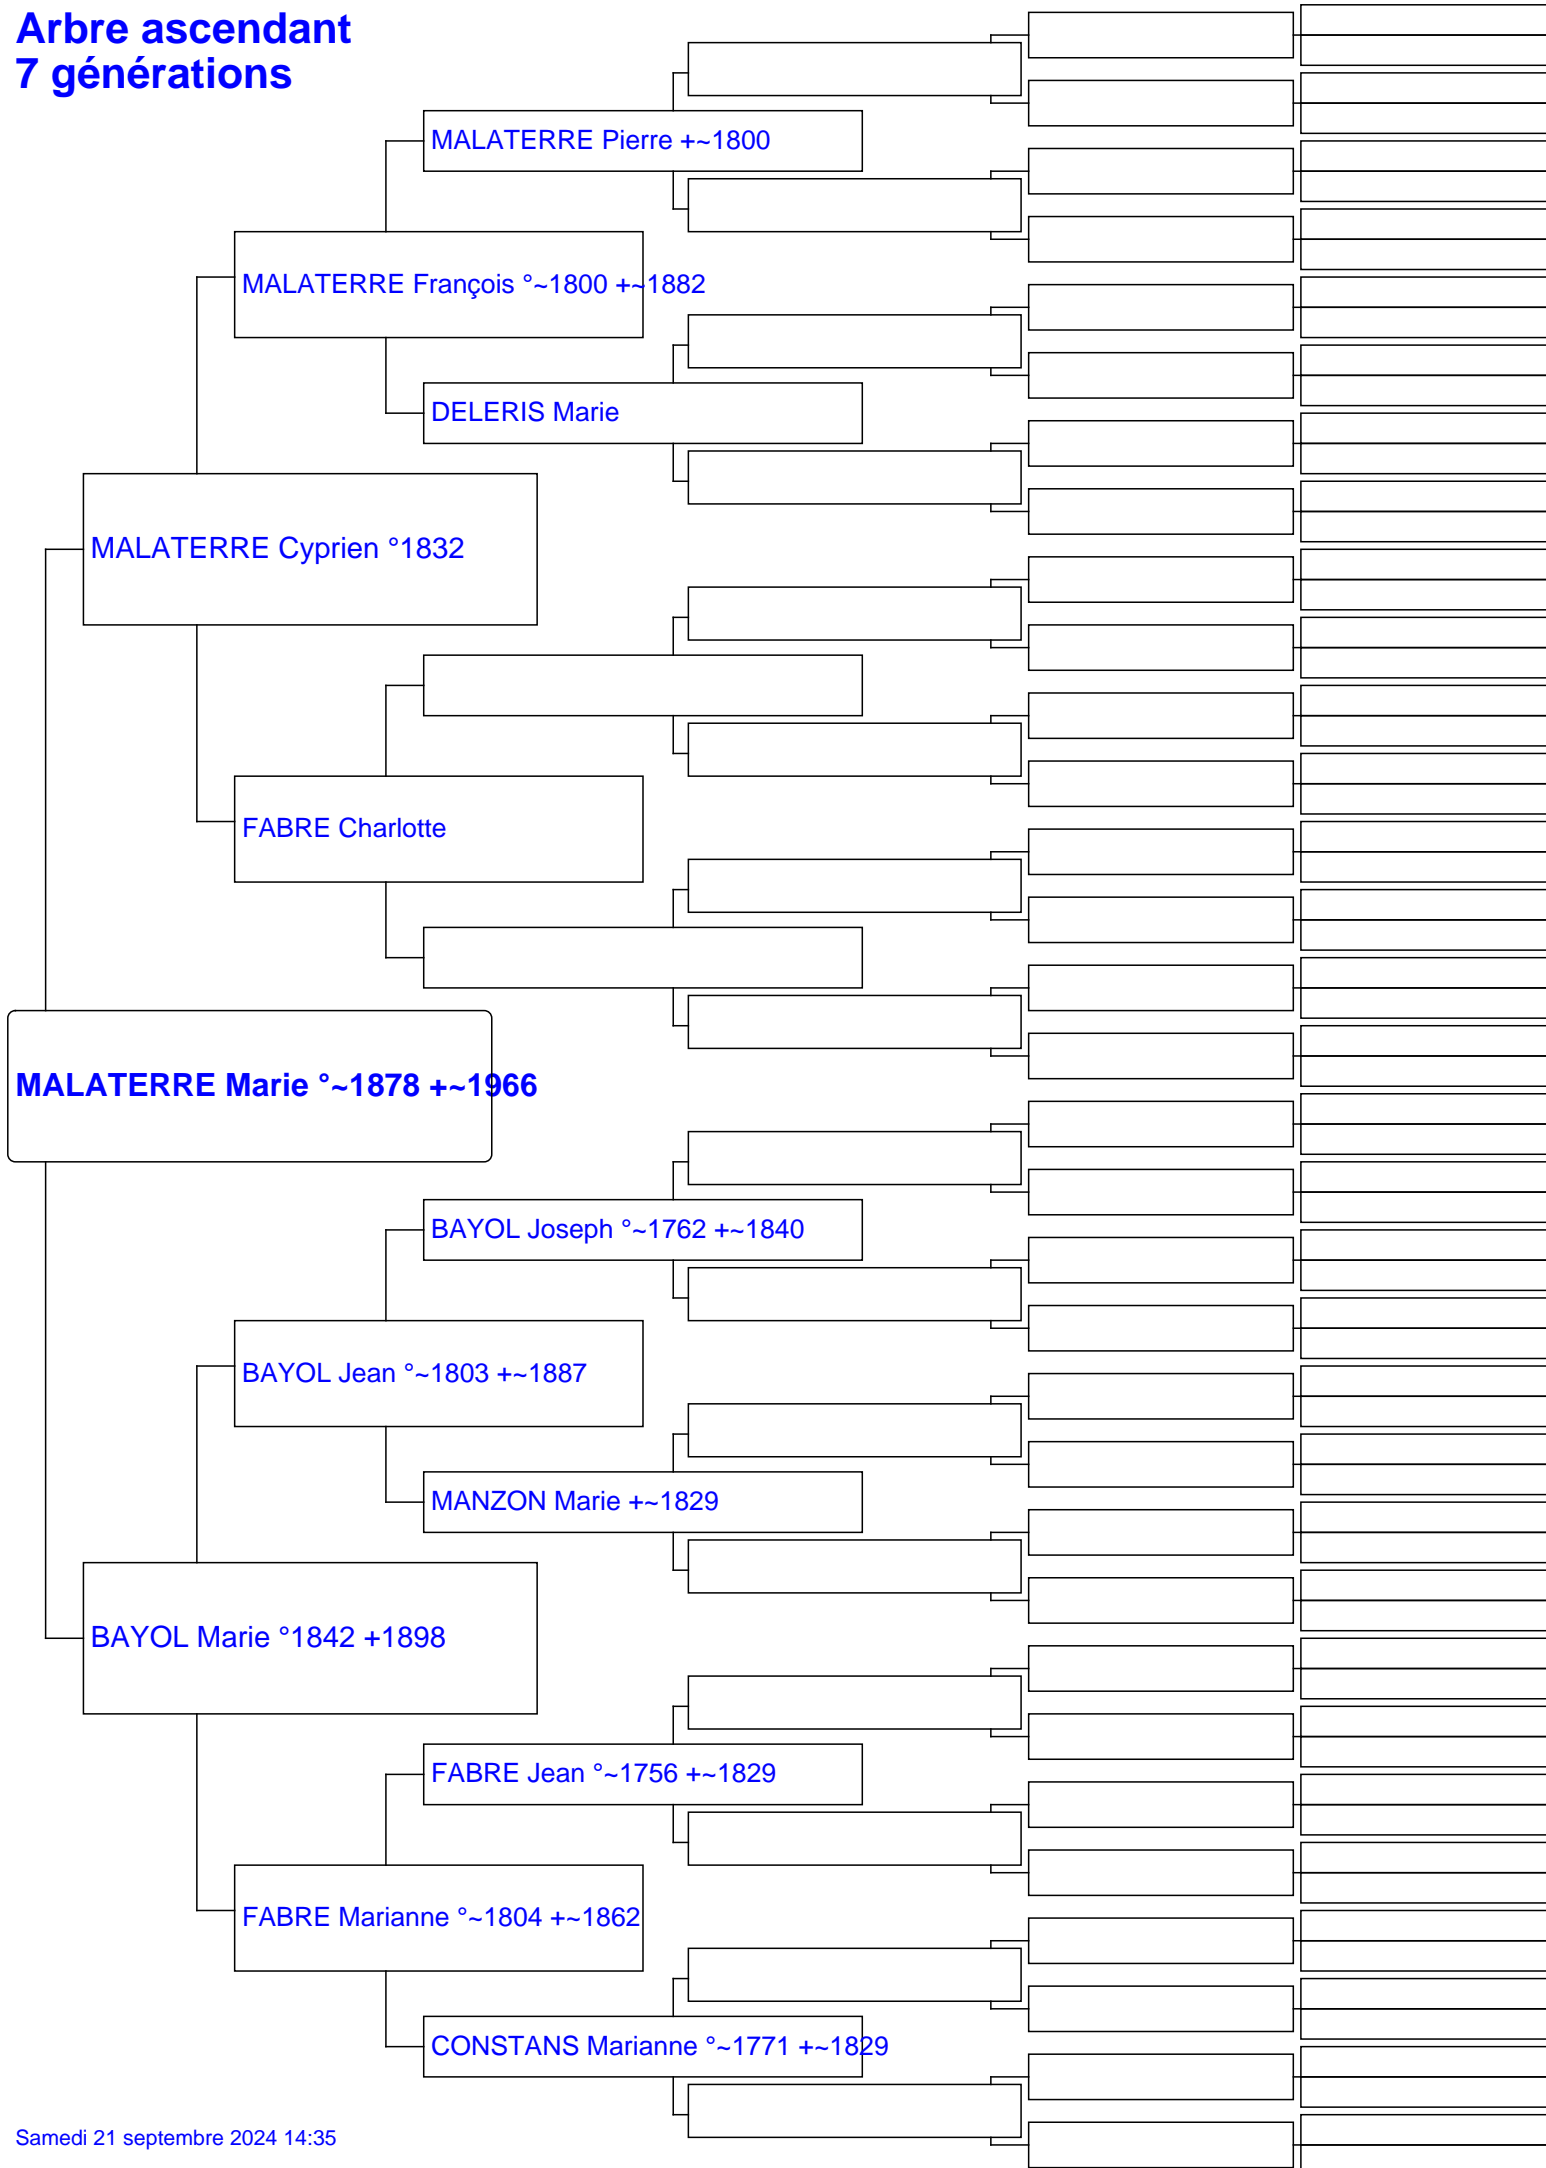 Arbre ascendant
7 générations
MALATERRE Pierre +~1800
MALATERRE François °~1800 +~1882
DELERIS Marie
MALATERRE Cyprien °1832
FABRE Charlotte
MALATERRE Marie °~1878 +~1966
BAYOL Joseph °~1762 +~1840
BAYOL Jean °~1803 +~1887
MANZON Marie +~1829
BAYOL Marie °1842 +1898
FABRE Jean °~1756 +~1829
FABRE Marianne °~1804 +~1862
CONSTANS Marianne °~1771 +~1829
Samedi 21 septembre 2024 14:35